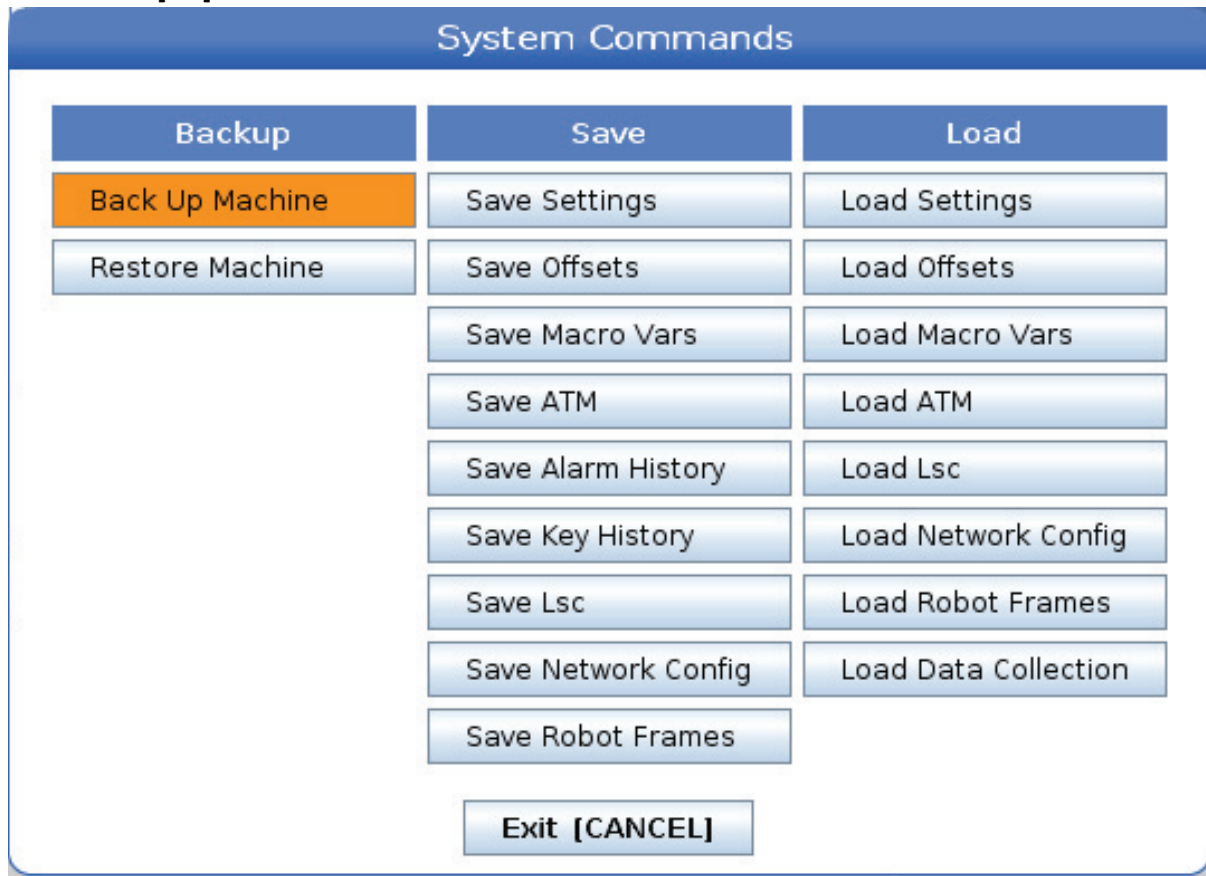 System Commands
Backup
Save
Load
Back Up Machine
Save Settings
Load Settings
Restore Machine
Save Offsets
Load Offsets
Save Macro Vars
Load Macro Vars
Save ATM
Load ATM
Save Alarm History
Load Lsc
Save Key History
Load Network Config
Save Lsc
Load Robot Frames
Save Network Config
Load Data Collection
Save Robot Frames
Exit [CANCEL]